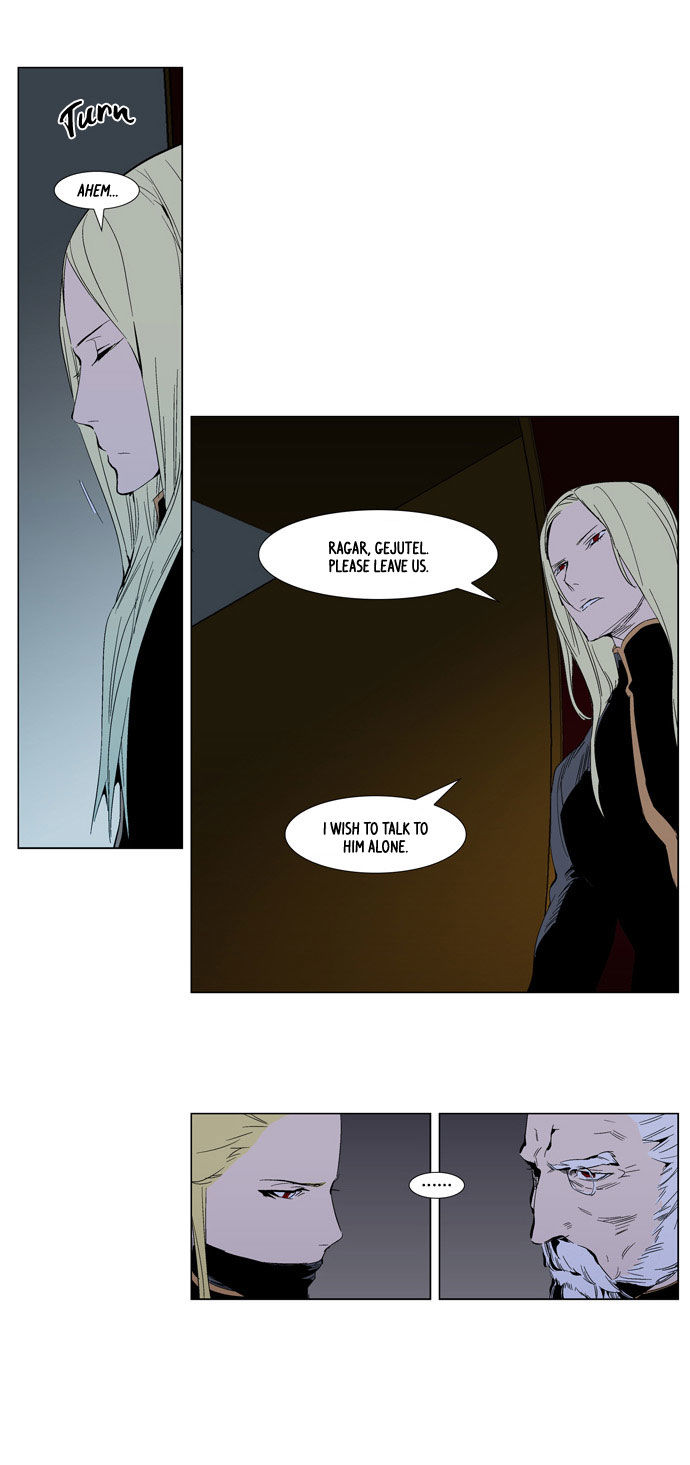 Turn
AHEM...
RAGAR, GEJUTEL.
PLEASE LEAVE US.
I WISH TO TALK TO
HIM ALONE.
......